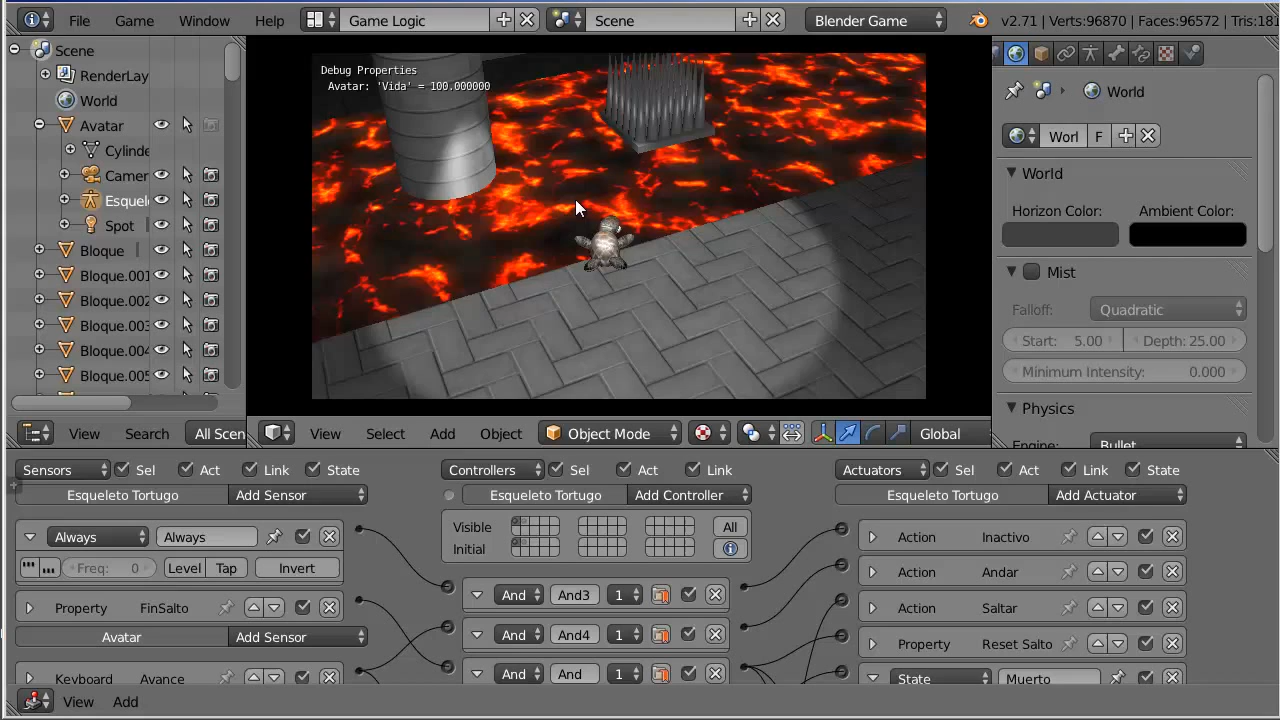 File Game Window Help Game Logic Scene Blender Game v2.71 | Verts:96870 | Faces:96572 | Tris:181
Scene
RenderLay
World
Avatar
Cylinde
Camer
Esquel
Spot
Bloque
Bloque.001
Bloque.002
Bloque.003
Bloque.004
Bloque.005
View Search All Scen
Debug Properties
Avatar: 'Vida' = 100.000000
View Select Add Object Object Mode Global
World
Worl F
World
Horizon Color: Ambient Color:
Mist
Falloff: Quadratic
Start: 5.00 Depth: 25.00
Minimum Intensity: 0.000
Physics
Engine: Bullet
Sensors Sel Act Link State
Esqueleto Tortugo Add Sensor
Always Always
Freq: 0 Level Tap Invert
Property FinSalto
Avatar Add Sensor
Keyboard Avance
Controllers Sel Act Link
Esqueleto Tortugo Add Controller
Visible All
Initial
And And3 1
And And4 1
And And 1
Actuators Sel Act Link State
Esqueleto Tortugo Add Actuator
Action Inactivo
Action Andar
Action Saltar
Property Reset Salto
State Muerto
View Add